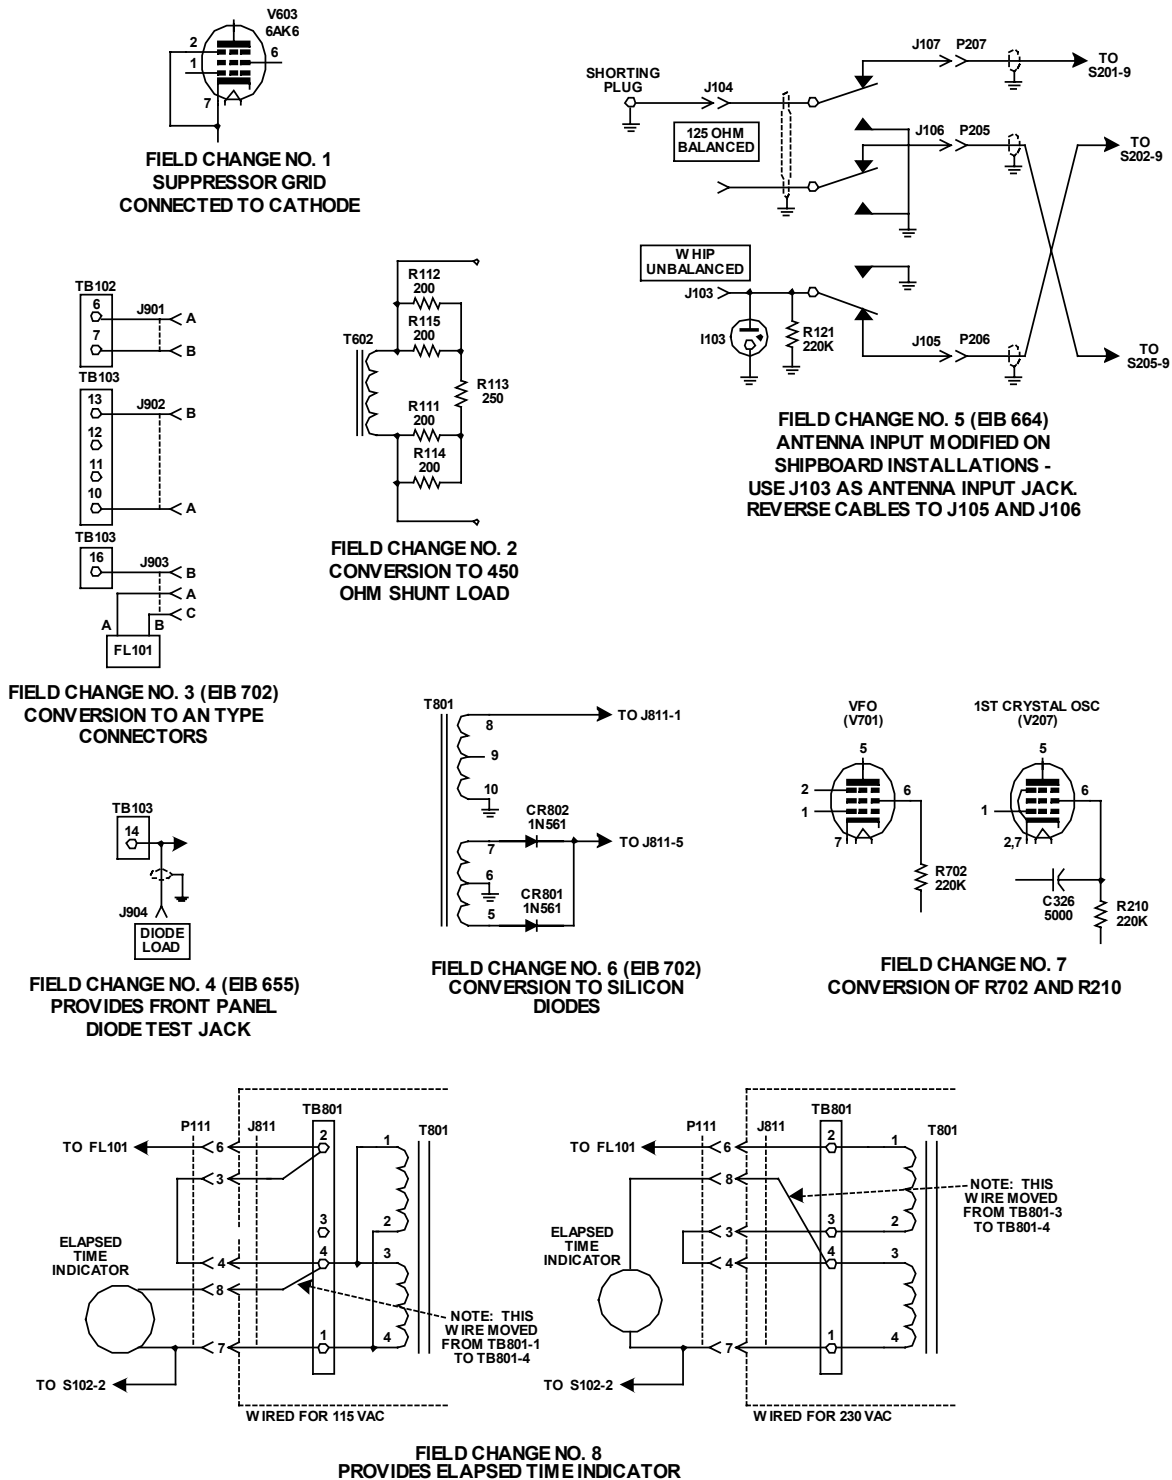 V603
6AK6
2
6
1
7
FIELD CHANGE NO. 1
SUPPRESSOR GRID
CONNECTED TO CATHODE
J107 P207
TO
S201-9
SHORTING
PLUG
J104
125 OHM
BALANCED
J106 P205
TO
S202-9
WHIP
UNBALANCED
J103
I103
R121
220K
J105 P206
TO
S205-9
FIELD CHANGE NO. 5 (EIB 664)
ANTENNA INPUT MODIFIED ON
SHIPBOARD INSTALLATIONS -
USE J103 AS ANTENNA INPUT JACK.
REVERSE CABLES TO J105 AND J106
TB102
6
J901
A
7
B
TB103
13
J902
B
12
11
10
A
TB103
16
J903
B
A
C
A
B
FL101
FIELD CHANGE NO. 3 (EIB 702)
CONVERSION TO AN TYPE
CONNECTORS
R112
200
R115
200
T602
R113
250
R111
200
R114
200
FIELD CHANGE NO. 2
CONVERSION TO 450
OHM SHUNT LOAD
TB103
14
J904
DIODE
LOAD
FIELD CHANGE NO. 4 (EIB 655)
PROVIDES FRONT PANEL
DIODE TEST JACK
T801
8
TO J811-1
9
10
CR802
1N561
7
TO J811-5
6
CR801
1N561
5
FIELD CHANGE NO. 6 (EIB 702)
CONVERSION TO SILICON
DIODES
VFO
(V701)
5
2
6
1
7
R702
220K
1ST CRYSTAL OSC
(V207)
5
6
1
2,7
C326
5000
R210
220K
FIELD CHANGE NO. 7
CONVERSION OF R702 AND R210
P111
J811
TB801
T801
TO FL101
6
2
1
3
3
2
ELAPSED
TIME
INDICATOR
4
4
3
8
NOTE: THIS
WIRE MOVED
FROM TB801-1
TO TB801-4
7
1
4
TO S102-2
WIRED FOR 115 VAC
P111
J811
TB801
T801
TO FL101
6
2
1
8
NOTE: THIS
WIRE MOVED
FROM TB801-3
TO TB801-4
3
3
2
ELAPSED
TIME
INDICATOR
4
4
3
7
1
4
TO S102-2
WIRED FOR 230 VAC
FIELD CHANGE NO. 8
PROVIDES ELAPSED TIME INDICATOR